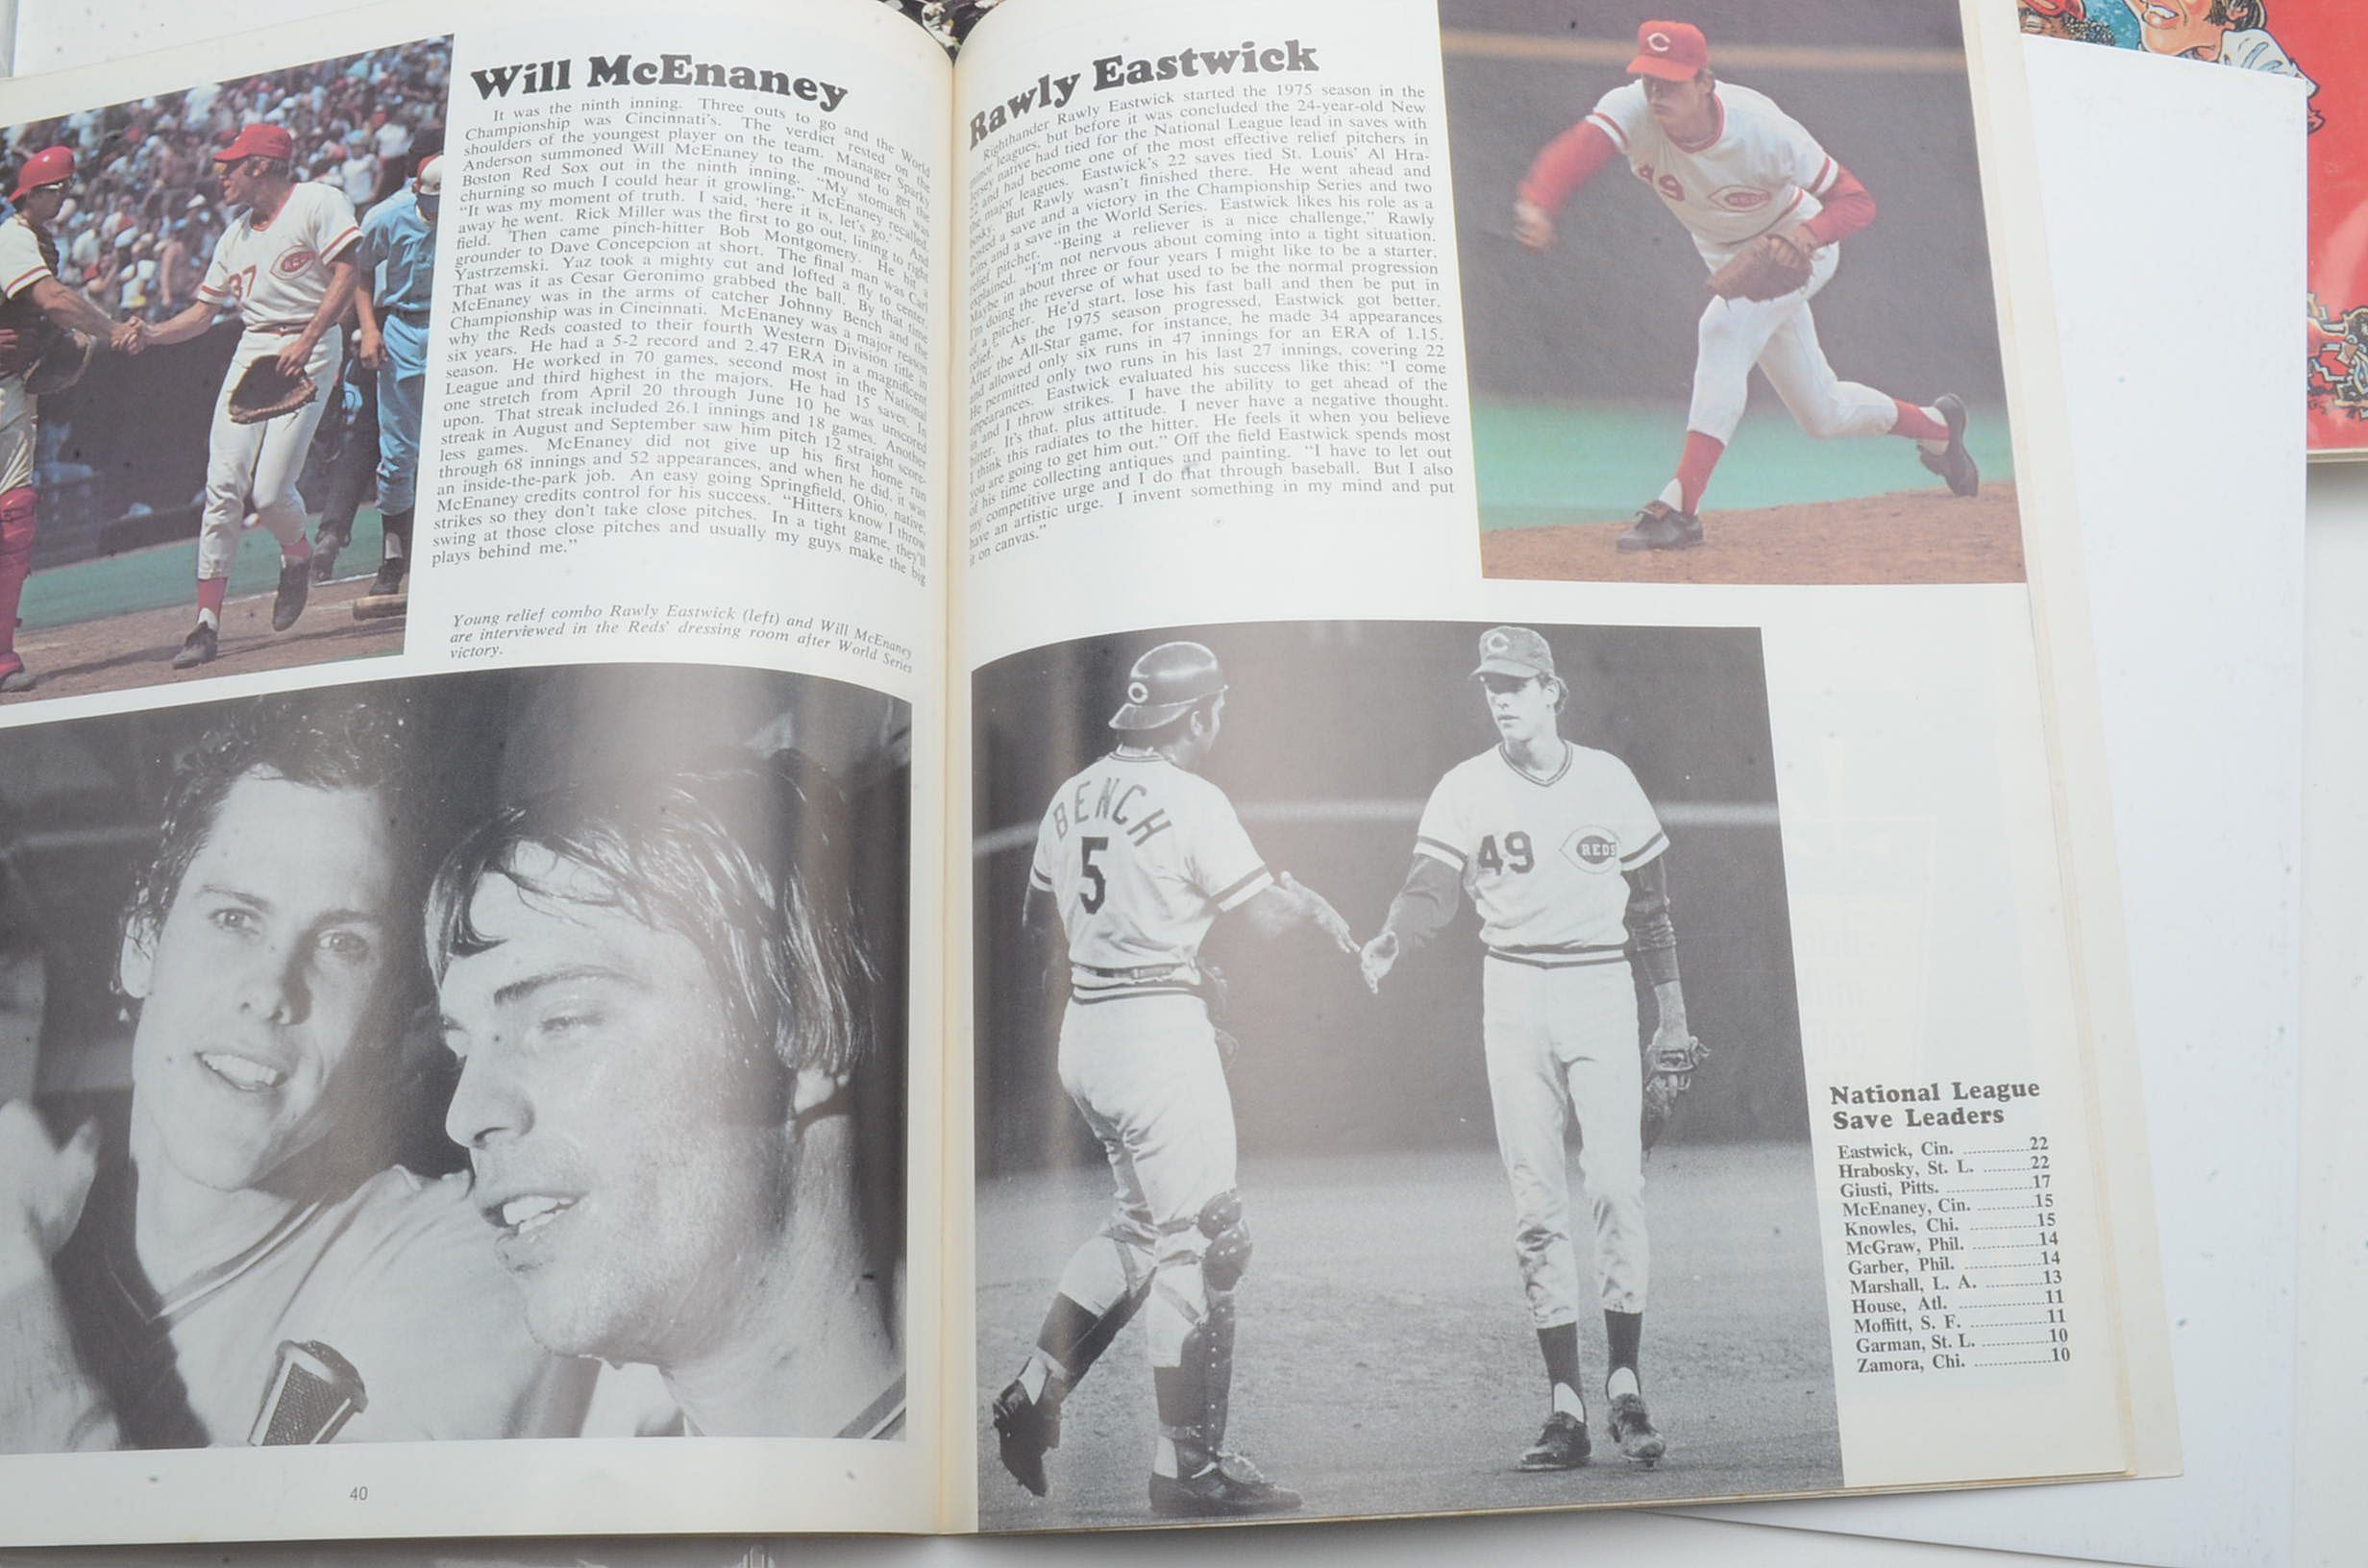 Will McEnaney
It was the ninth inning. Three outs to go and the World
Championship was Cincinnati's. The verdict rested on the
shoulders of the youngest player on the team. Manager Sparky
Anderson summoned Will McEnaney to the mound to get the
Boston Red Sox out in the ninth inning. "My stomach was
churning so much I could hear it growling," McEnaney recalled.
"It was my moment of truth. I said, 'here it is, let's go.' " And
away he went. Rick Miller was the first to go out, lining to right
field. Then came pinch-hitter Bob Montgomery. He hit a
grounder to Dave Concepcion at short. The final man was Carl
Yastrzemski. Yaz took a mighty cut and lofted a fly to center.
That was it as Cesar Geronimo grabbed the ball. By that time
McEnaney was in the arms of catcher Johnny Bench and the
Championship was in Cincinnati. McEnaney was a major reason
why the Reds coasted to their fourth Western Division title in
six years. He had a 5-2 record and 2.47 ERA in a magnificent
season. He worked in 70 games, second most in the National
League and third highest in the majors. He had 15 saves. In
one stretch from April 20 through June 10 he was unscored
upon. That streak included 26.1 innings and 18 games. Another
streak in August and September saw him pitch 12 straight score-
less games. McEnaney did not give up his first home run
through 68 innings and 52 appearances, and when he did, it was
an inside-the-park job. An easy going Springfield, Ohio, native,
McEnaney credits control for his success. "Hitters know I throw
strikes so they don't take close pitches. In a tight game, they'll
swing at those close pitches and usually my guys make the big
plays behind me."
37
REDS
Young relief combo Rawly Eastwick (left) and Will McEnaney
are interviewed in the Reds' dressing room after World Series
victory.
40
Rawly Eastwick
Righthander Rawly Eastwick started the 1975 season in the
minor leagues, but before it was concluded the 24-year-old New
Jersey native had tied for the National League lead in saves with
22 and had become one of the most effective relief pitchers in
the major leagues. Eastwick's 22 saves tied St. Louis' Al Hra-
bosky. But Rawly wasn't finished there. He went ahead and
posted a save and a victory in the Championship Series and two
wins and a save in the World Series. Eastwick likes his role as a
relief pitcher. "Being a reliever is a nice challenge," Rawly
explained. "I'm not nervous about coming into a tight situation.
Maybe in about three or four years I might like to be a starter.
I'm doing the reverse of what used to be the normal progression
of a pitcher. He'd start, lose his fast ball and then be put in
relief." As the 1975 season progressed, Eastwick got better.
After the All-Star game, for instance, he made 34 appearances
and allowed only six runs in 47 innings for an ERA of 1.15.
He permitted only two runs in his last 27 innings, covering 22
appearances. Eastwick evaluated his success like this: "I come
in and I throw strikes. I have the ability to get ahead of the
hitter. It's that, plus attitude. I never have a negative thought.
I think this radiates to the hitter. He feels it when you believe
you are going to get him out." Off the field Eastwick spends most
of his time collecting antiques and painting. "I have to let out
my competitive urge and I do that through baseball. But I also
have an artistic urge. I invent something in my mind and put
it on canvas."
C
49
REDS
BENCH
5
C
49
REDS
National League
Save Leaders
Eastwick, Cin. ..............22
Hrabosky, St. L. ..........22
Giusti, Pitts. ..................17
McEnaney, Cin. ............15
Knowles, Chi. ..............15
McGraw, Phil. ..............14
Garber, Phil. ................14
Marshall, L. A. ............13
House, Atl. ..................11
Moffitt, S. F. ................11
Garman, St. L. ..............10
Zamora, Chi. ................10